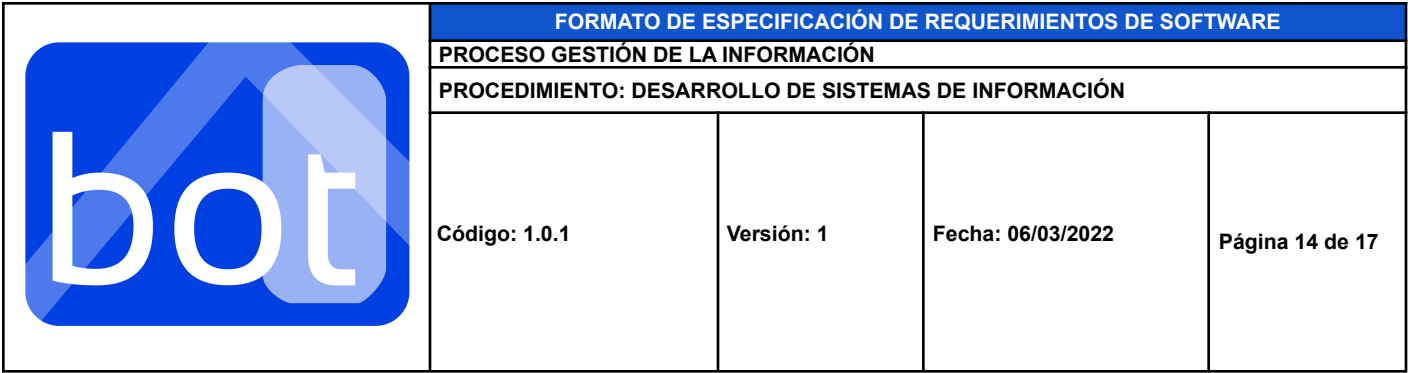 bot
FORMATO DE ESPECIFICACIÓN DE REQUERIMIENTOS DE SOFTWARE
PROCESO GESTIÓN DE LA INFORMACIÓN
PROCEDIMIENTO: DESARROLLO DE SISTEMAS DE INFORMACIÓN
Código: 1.0.1
Versión: 1
Fecha: 06/03/2022
Página 14 de 17